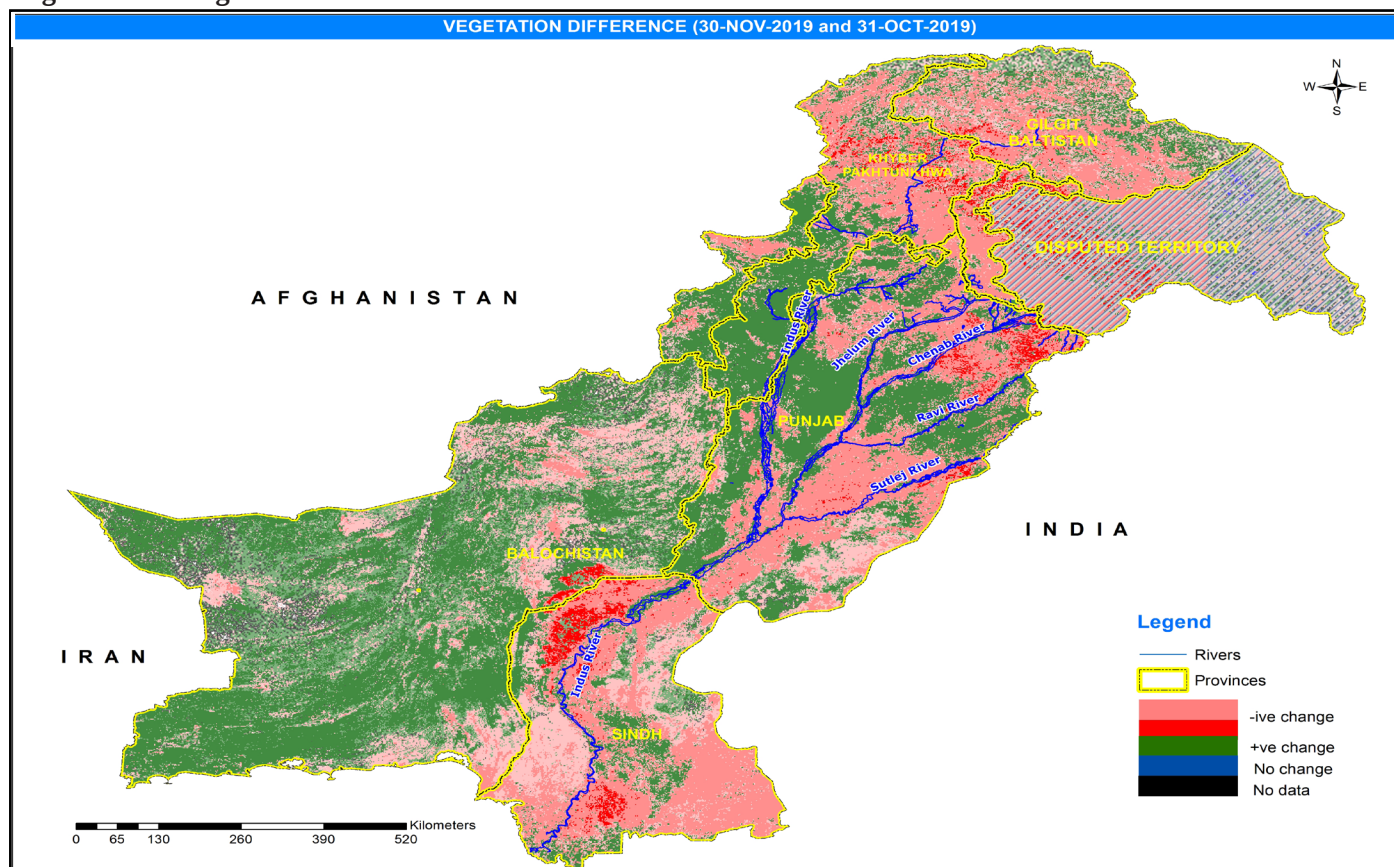 VEGETATION DIFFERENCE (30-NOV-2019 and 31-OCT-2019)
N
W E
S
GILGIT
BALTISTAN
KHYBER
PAKHTUNKHWA
DISPUTED TERRITORY
AFGHANISTAN
Indus River
Jhelum River
Chenab River
Ravi River
PUNJAB
Sutlej River
INDIA
BALOCHISTAN
IRAN
Indus River
SINDH
Legend
Rivers
Provinces
-ive change
+ve change
No change
No data
Kilometers
0 65 130 260 390 520